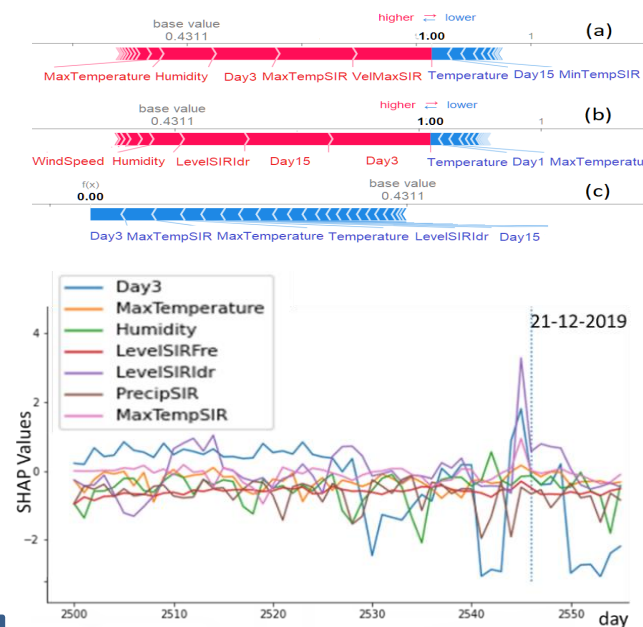 higher ⇄ lower
base value
0.4311 1.00 1 (a)
MaxTemperature Humidity Day3 MaxTempSIR VelMaxSIR Temperature Day15 MinTempSIR
higher ⇄ lower
base value
0.4311 1.00 1 (b)
WindSpeed Humidity LevelSIRIdr Day15 Day3 Temperature Day1 MaxTemperatu
f(x) base value
0.00 0.4311 (c)
Day3 MaxTempSIR MaxTemperature Temperature LevelSIRIdr Day15
Day3
MaxTemperature
Humidity
LevelSIRFre
LevelSIRIdr
PrecipSIR
MaxTempSIR
21-12-2019
SHAP Values
4
2
0
−2
2500 2510 2520 2530 2540 2550
day